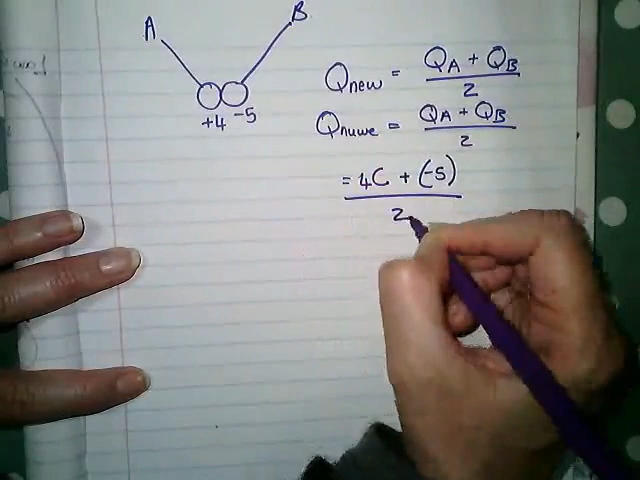 A
B
+4 -5
Qnew = QA + QB
2
Qnuwe = QA + QB
2
= 4C + (-5)
2